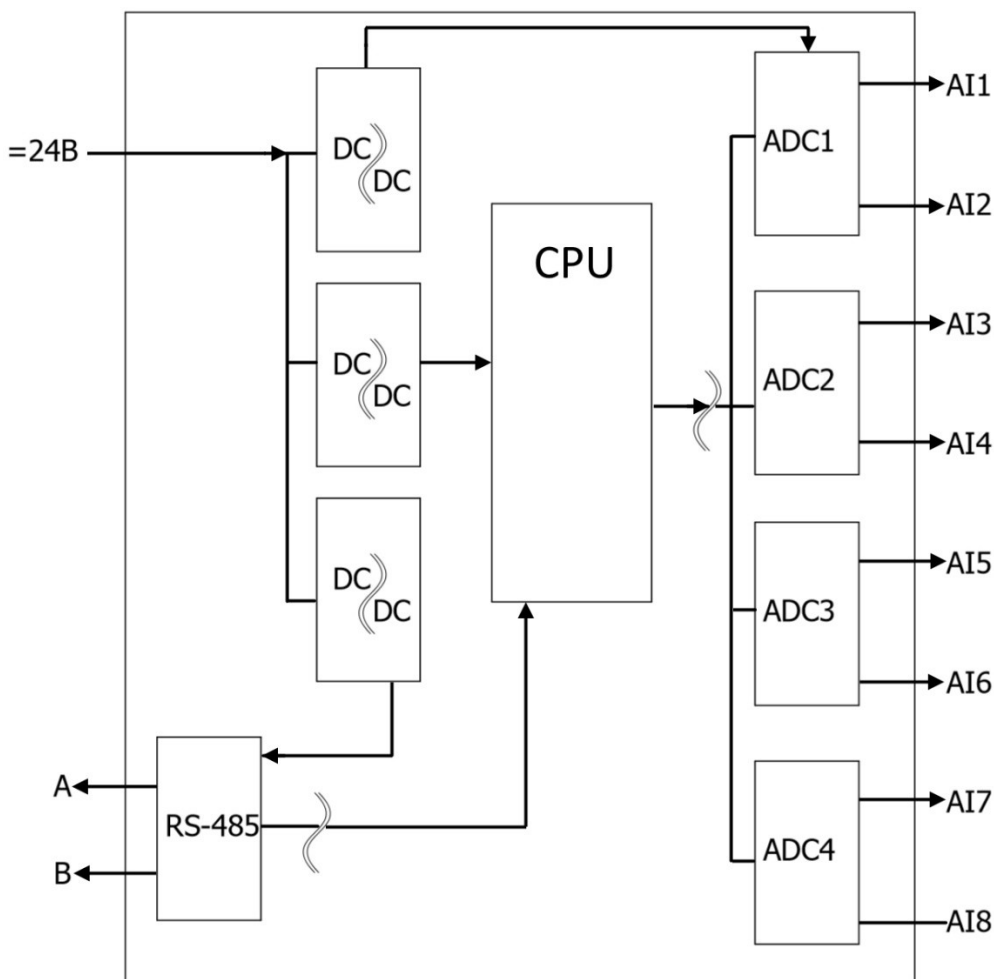 =24В
DC
DC
DC
DC
DC
DC
CPU
RS-485
A
B
ADC1
ADC2
ADC3
ADC4
AI1
AI2
AI3
AI4
AI5
AI6
AI7
AI8